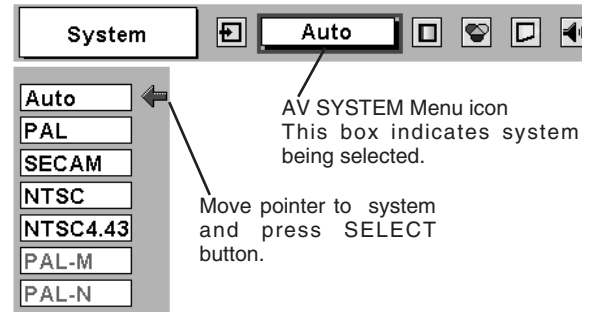 System
Auto
Auto
PAL
SECAM
NTSC
NTSC4.43
PAL-M
PAL-N
AV SYSTEM Menu icon
This box indicates system
being selected.
Move pointer to system
and press SELECT
button.